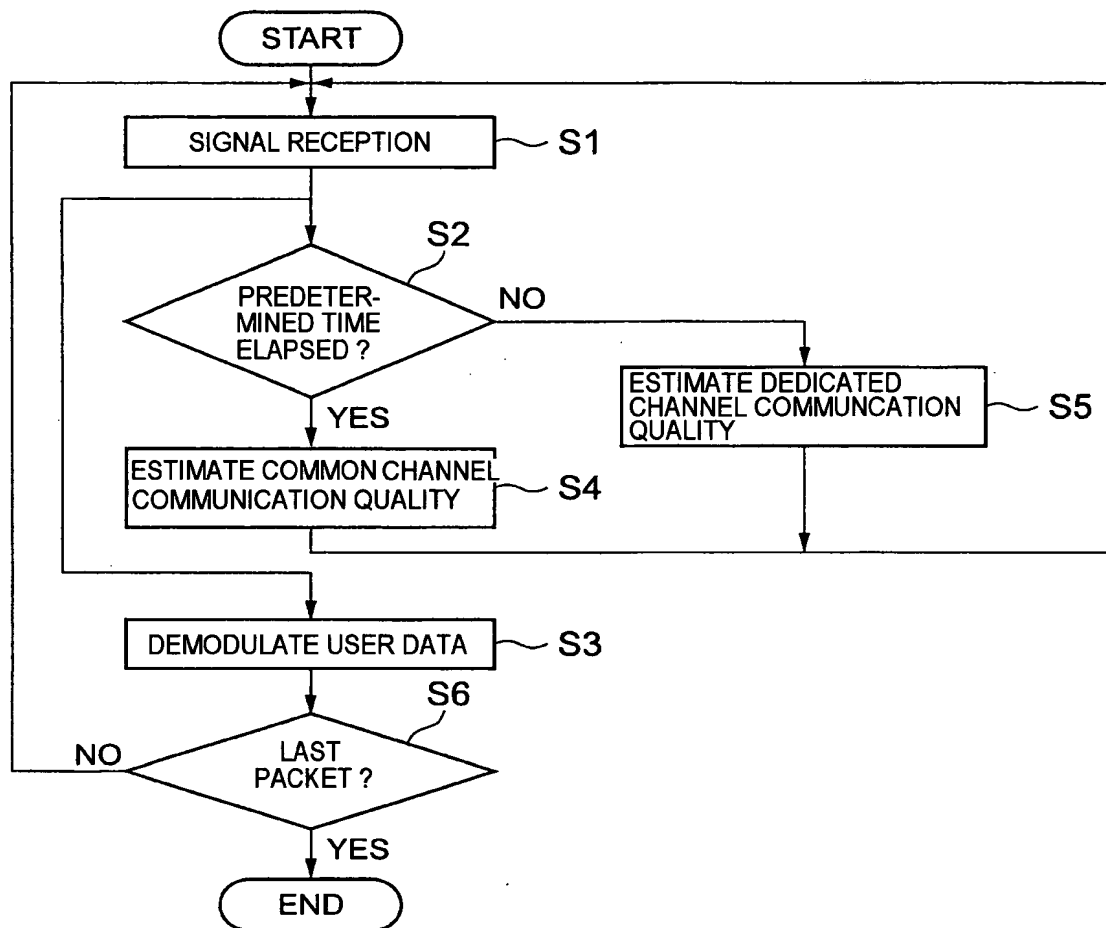 START
SIGNAL RECEPTION
S1
S2
PREDETER-
MINED TIME
ELAPSED ?
NO
YES
ESTIMATE DEDICATED
CHANNEL COMMUNCATION
QUALITY
S5
ESTIMATE COMMON CHANNEL
COMMUNICATION QUALITY
S4
DEMODULATE USER DATA
S3
S6
LAST
PACKET ?
NO
YES
END